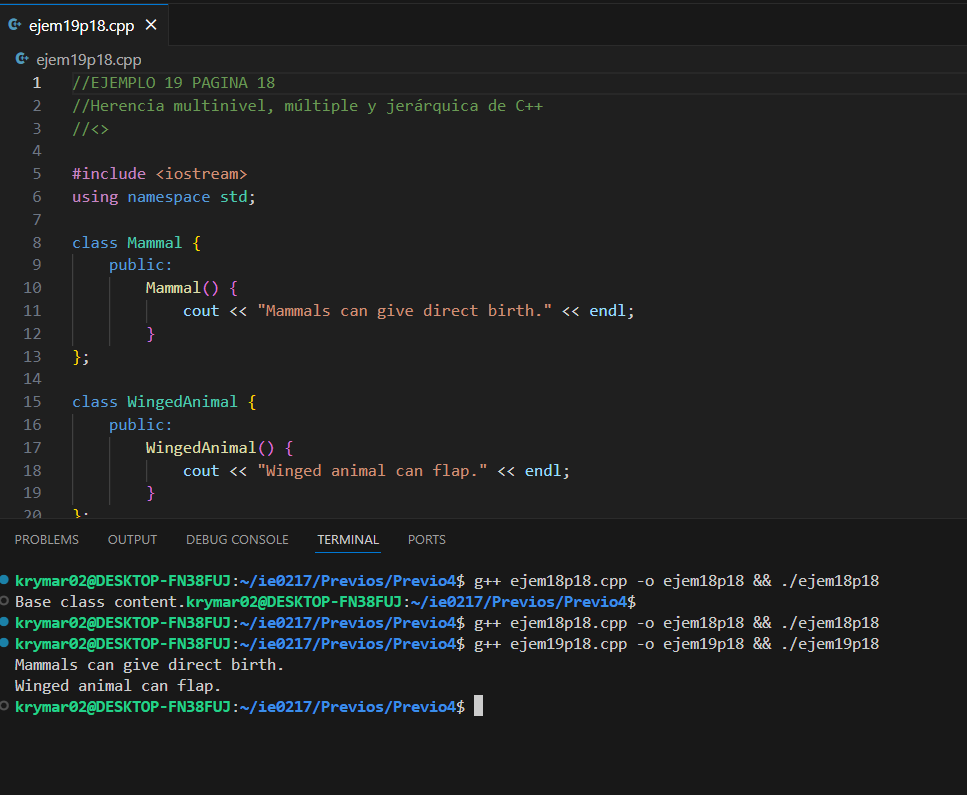 ejem19p18.cpp ×
ejem19p18.cpp
1 //EJEMPLO 19 PAGINA 18
2 //Herencia multinivel, múltiple y jerárquica de C++
3 //<>
4
5 #include <iostream>
6 using namespace std;
7
8 class Mammal {
9 public:
10 Mammal() {
11 cout << "Mammals can give direct birth." << endl;
12 }
13 };
14
15 class WingedAnimal {
16 public:
17 WingedAnimal() {
18 cout << "Winged animal can flap." << endl;
19 }
20 };
PROBLEMS OUTPUT DEBUG CONSOLE TERMINAL PORTS
krymar02@DESKTOP-FN38FUJ:~/ie0217/Previos/Previo4$ g++ ejem18p18.cpp -o ejem18p18 && ./ejem18p18
Base class content.krymar02@DESKTOP-FN38FUJ:~/ie0217/Previos/Previo4$
krymar02@DESKTOP-FN38FUJ:~/ie0217/Previos/Previo4$ g++ ejem18p18.cpp -o ejem18p18 && ./ejem18p18
krymar02@DESKTOP-FN38FUJ:~/ie0217/Previos/Previo4$ g++ ejem19p18.cpp -o ejem19p18 && ./ejem19p18
Mammals can give direct birth.
Winged animal can flap.
krymar02@DESKTOP-FN38FUJ:~/ie0217/Previos/Previo4$